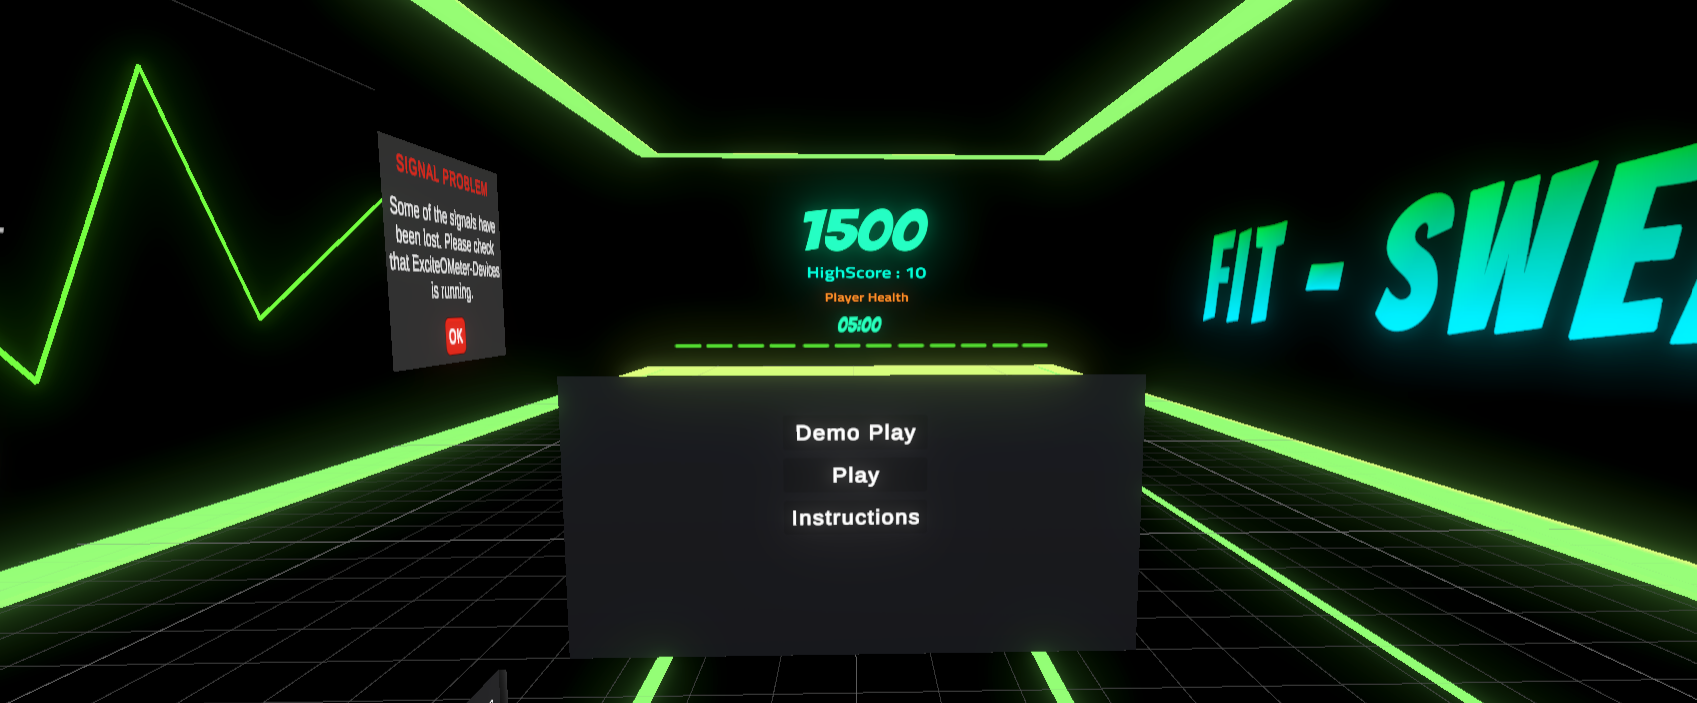 SIGNAL PROBLEM
Some of the signals have
been lost. Please check
that ExciteOMeter-Devices
is running.
OK
1500
HighScore : 10
Player Health
05:00
Demo Play
Play
Instructions
FIT - SWE